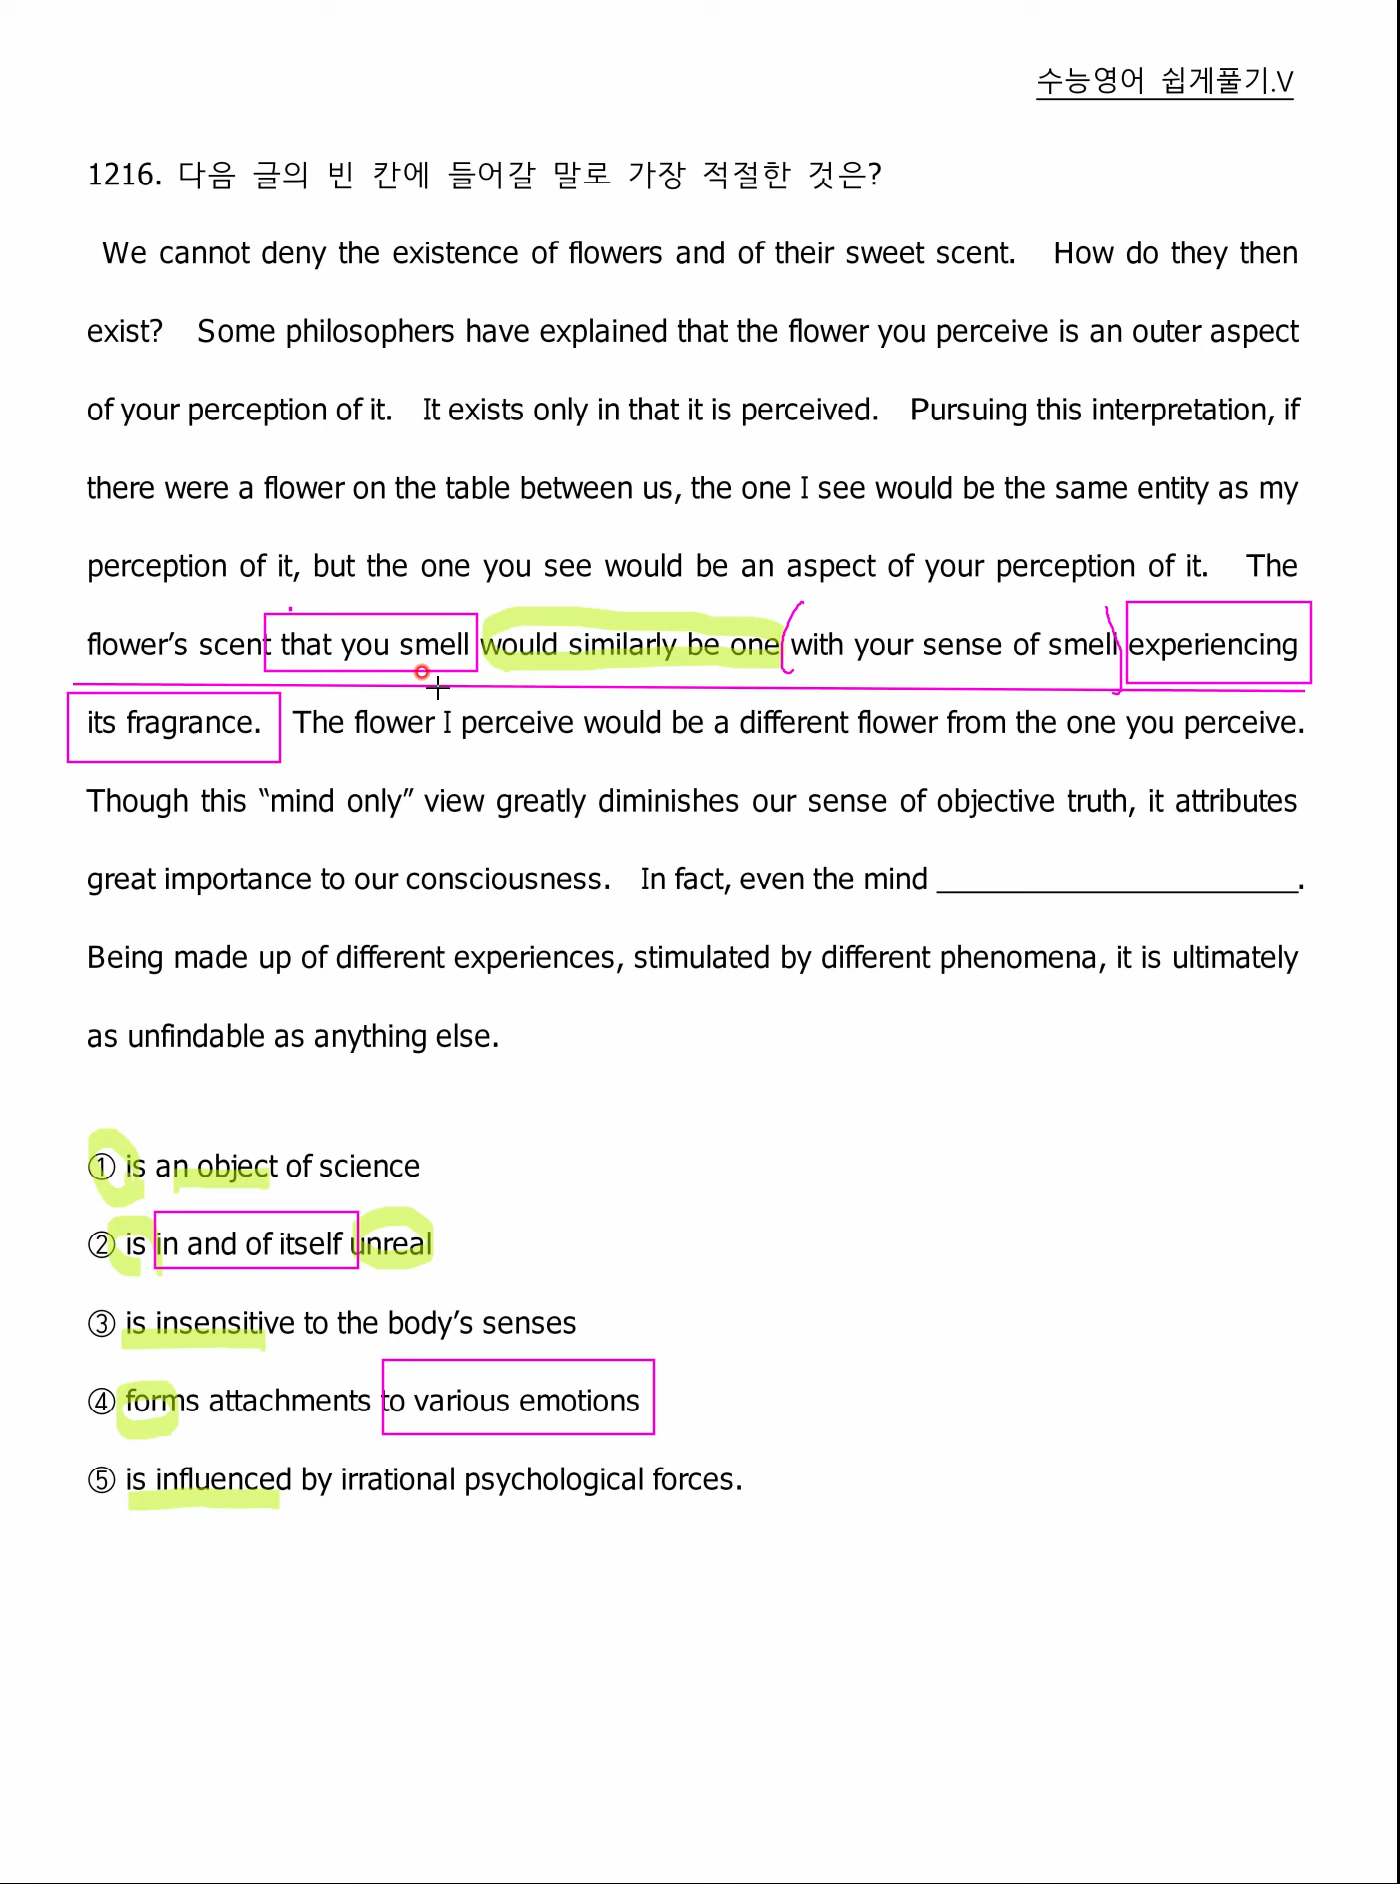 수능영어 쉽게풀기.V
1216. 다음 글의 빈 칸에 들어갈 말로 가장 적절한 것은?
We cannot deny the existence of flowers and of their sweet scent. How do they then
exist? Some philosophers have explained that the flower you perceive is an outer aspect
of your perception of it. It exists only in that it is perceived. Pursuing this interpretation, if
there were a flower on the table between us, the one I see would be the same entity as my
perception of it, but the one you see would be an aspect of your perception of it. The
flower’s scent that you smell would similarly be one with your sense of smell experiencing
its fragrance. The flower I perceive would be a different flower from the one you perceive.
Though this “mind only” view greatly diminishes our sense of objective truth, it attributes
great importance to our consciousness. In fact, even the mind ______________________.
Being made up of different experiences, stimulated by different phenomena, it is ultimately
as unfindable as anything else.
① is an object of science
② is in and of itself unreal
③ is insensitive to the body’s senses
④ forms attachments to various emotions
⑤ is influenced by irrational psychological forces.